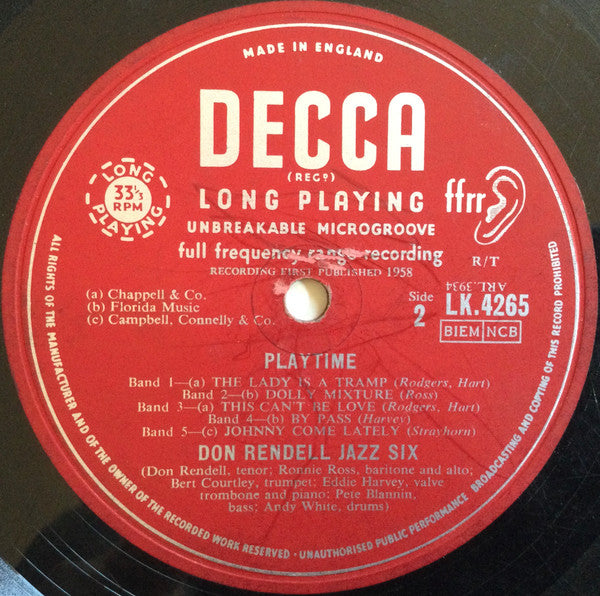 MADE IN ENGLAND
DECCA
(REGD)
LONG PLAYING
UNBREAKABLE MICROGROOVE
full frequency range recording
RECORDING FIRST PUBLISHED 1958
LONG PLAYING
33⅓
RPM
ffrr
R/T
ARL.3934
(a) Chappell & Co.
(b) Florida Music
(c) Campbell, Connelly & Co.
Side
2
LK.4265
BIEM NCB
PLAYTIME
Band 1—(a) THE LADY IS A TRAMP (Rodgers, Hart)
Band 2—(b) DOLLY MIXTURE (Ross)
Band 3—(a) THIS CAN'T BE LOVE (Rodgers, Hart)
Band 4—(b) BY PASS (Harvey)
Band 5—(c) JOHNNY COME LATELY (Strayhorn)
DON RENDELL JAZZ SIX
(Don Rendell, tenor; Ronnie Ross, baritone and alto;
Bert Courtley, trumpet; Eddie Harvey, valve
trombone and piano; Pete Blannin,
bass; Andy White, drums)
ALL RIGHTS OF THE MANUFACTURER AND OF THE OWNER OF THE RECORDED WORK RESERVED · UNAUTHORISED PUBLIC PERFORMANCE BROADCASTING AND COPYING OF THIS RECORD PROHIBITED